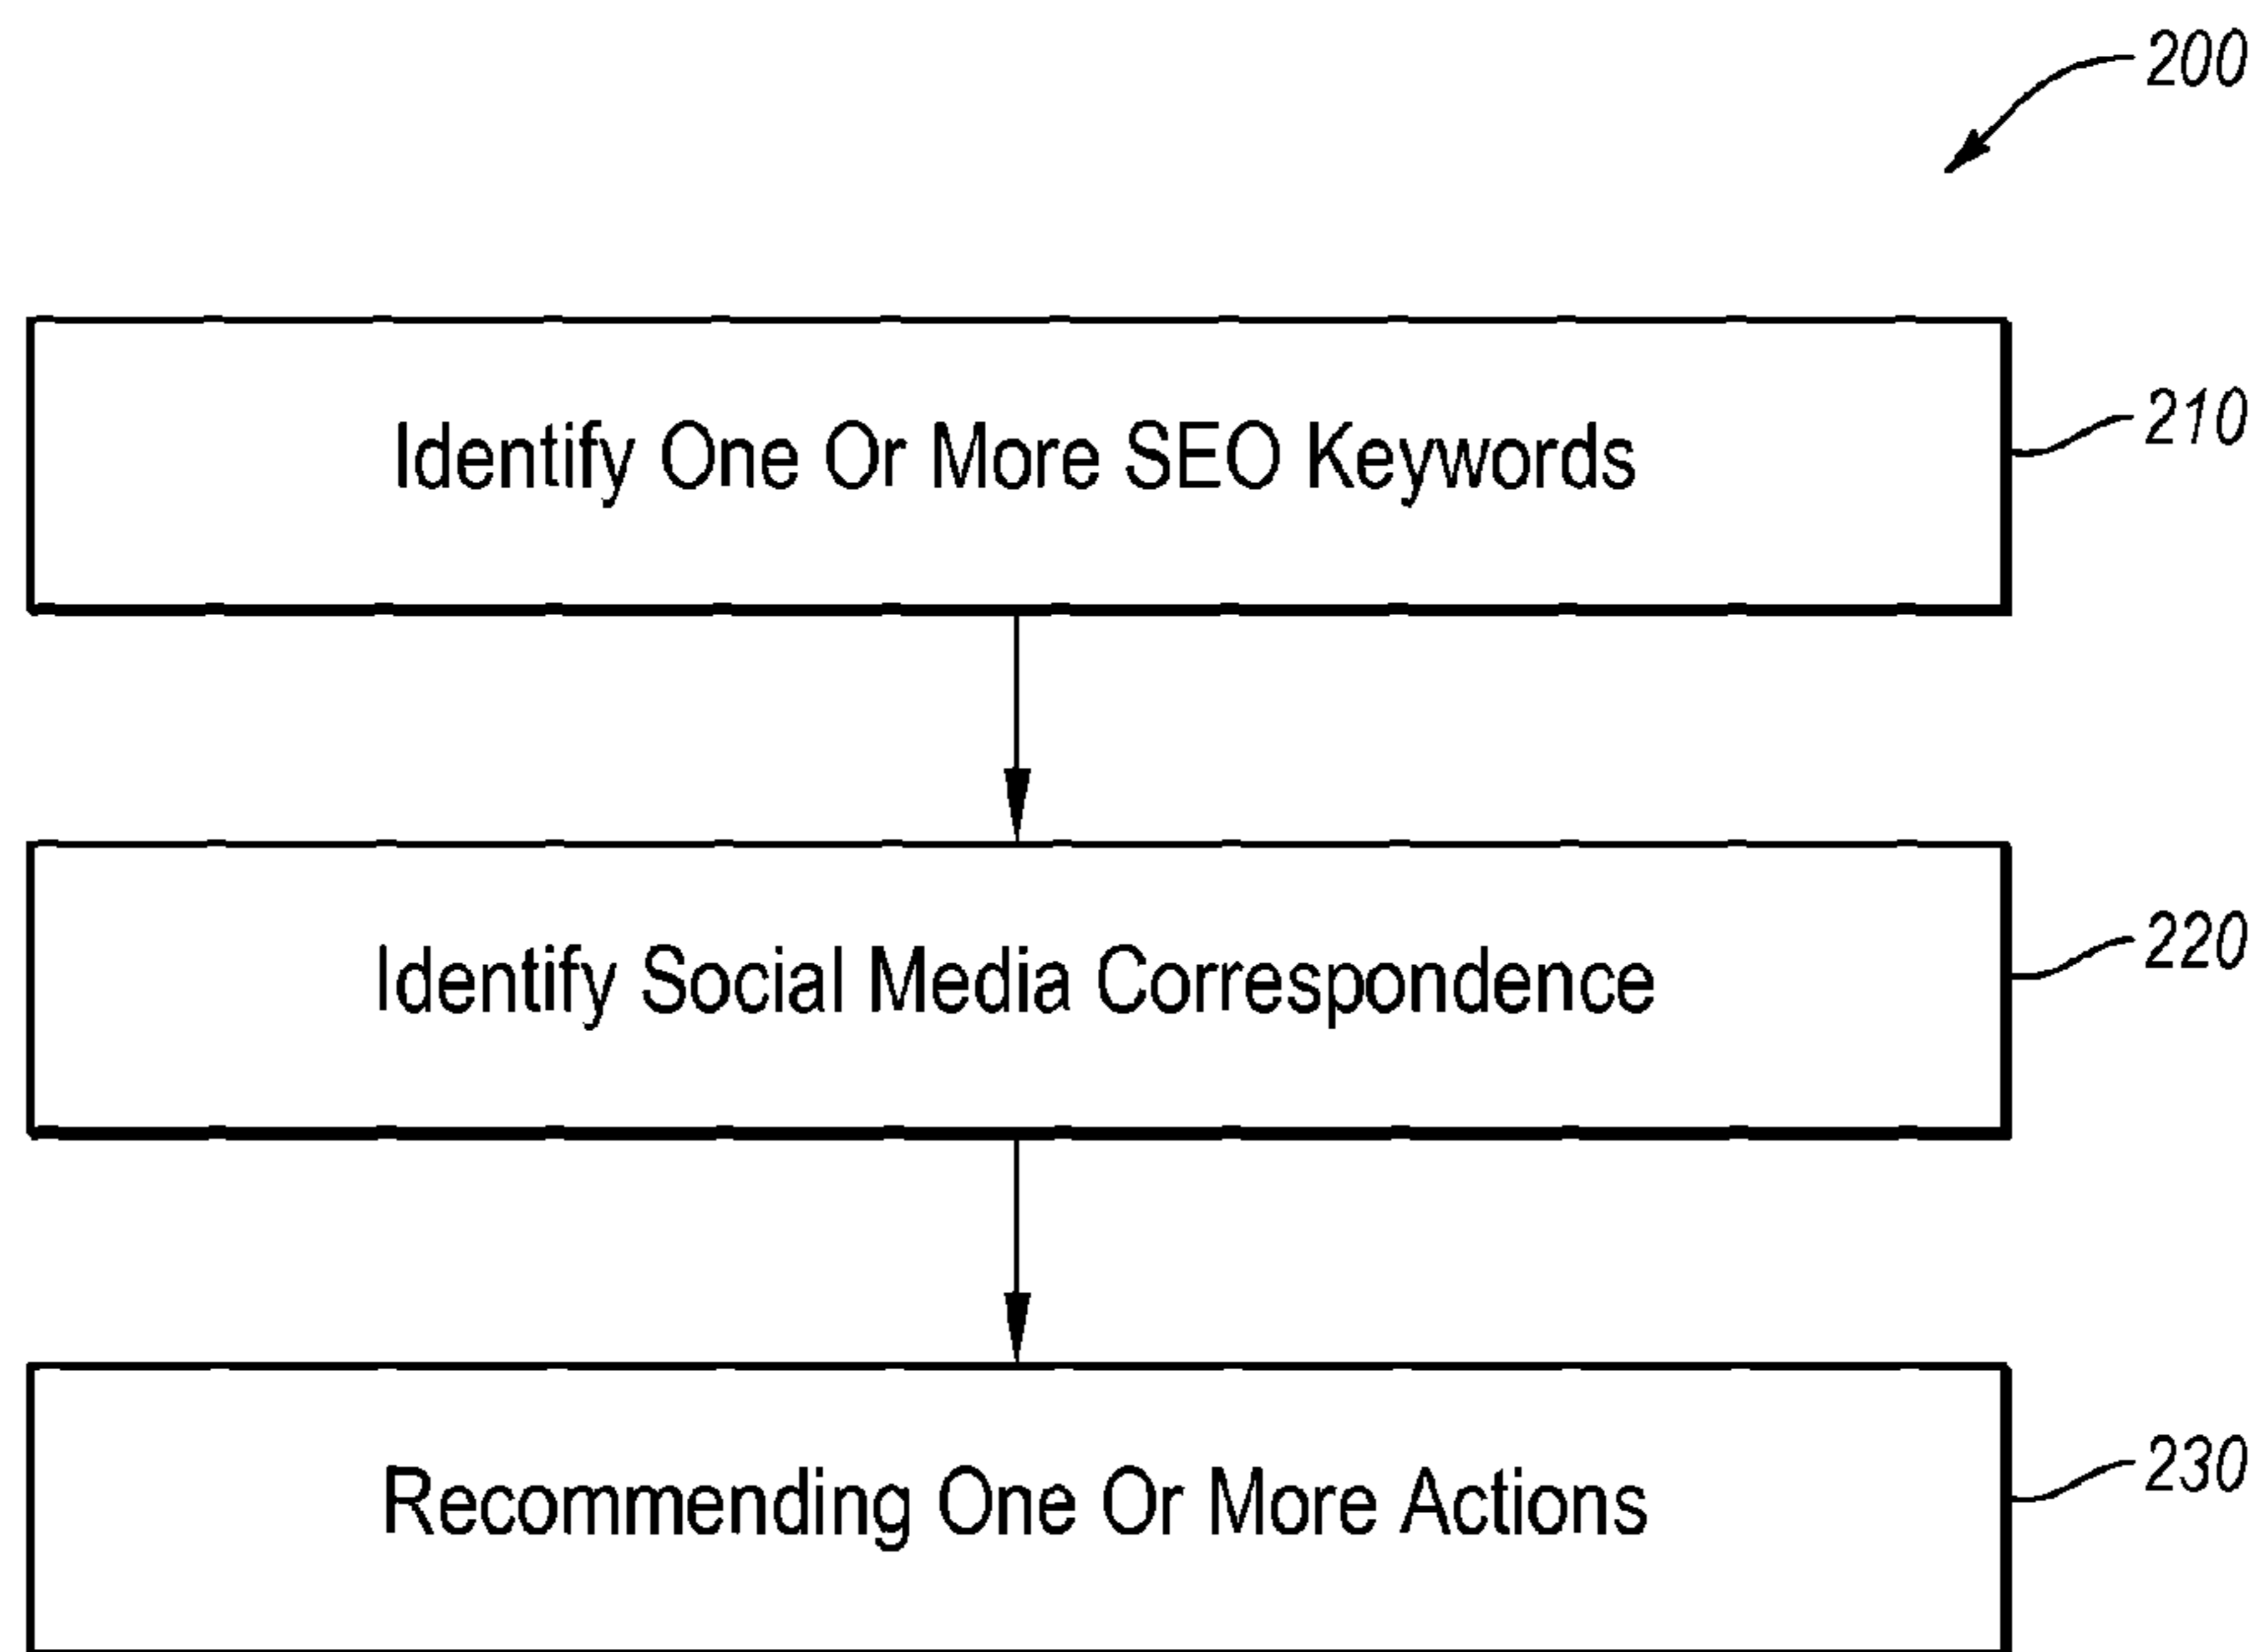 200
Identify One Or More SEO Keywords
210
Identify Social Media Correspondence
220
Recommending One Or More Actions
230